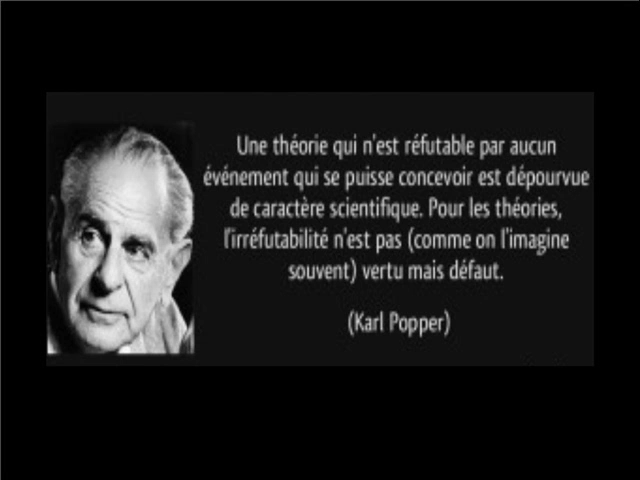 Une théorie qui n'est réfutable par aucun
événement qui se puisse concevoir est dépourvue
de caractère scientifique. Pour les théories,
l'irréfutabilité n'est pas (comme on l'imagine
souvent) vertu mais défaut.
(Karl Popper)